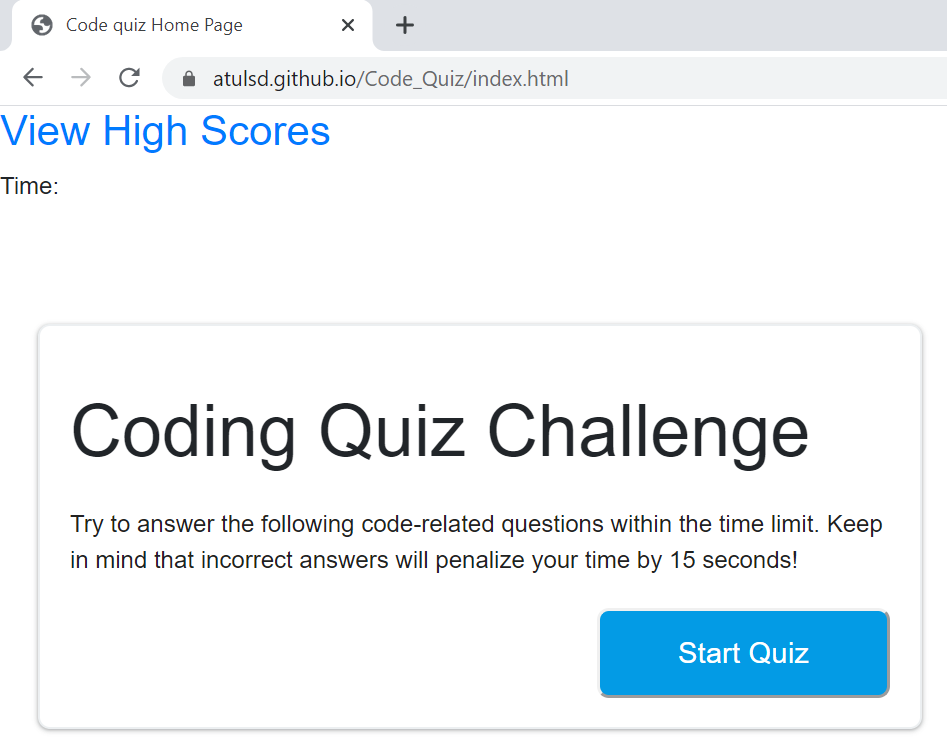 Code quiz Home Page
atulsd.github.io/Code_Quiz/index.html
View High Scores
Time:
Coding Quiz Challenge
Try to answer the following code-related questions within the time limit. Keep
in mind that incorrect answers will penalize your time by 15 seconds!
Start Quiz